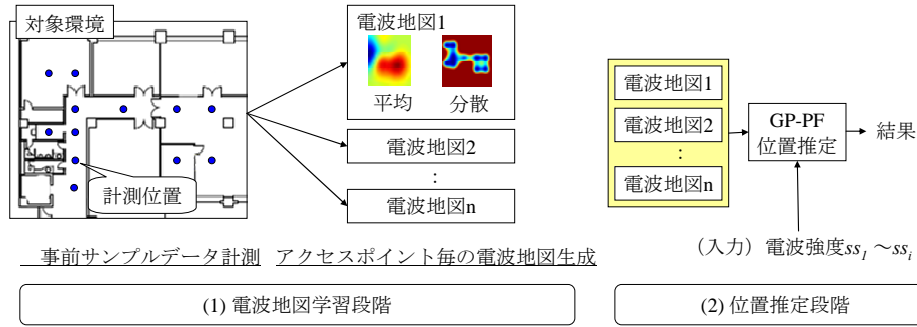 対象環境
計測位置
電波地図1
平均 分散
電波地図2
:
電波地図n
事前サンプルデータ計測 アクセスポイント毎の電波地図生成
(1) 電波地図学習段階
電波地図1
電波地図2
:
電波地図n
GP-PF
位置推定
結果
（入力）電波強度ss1 ～ssi
(2) 位置推定段階